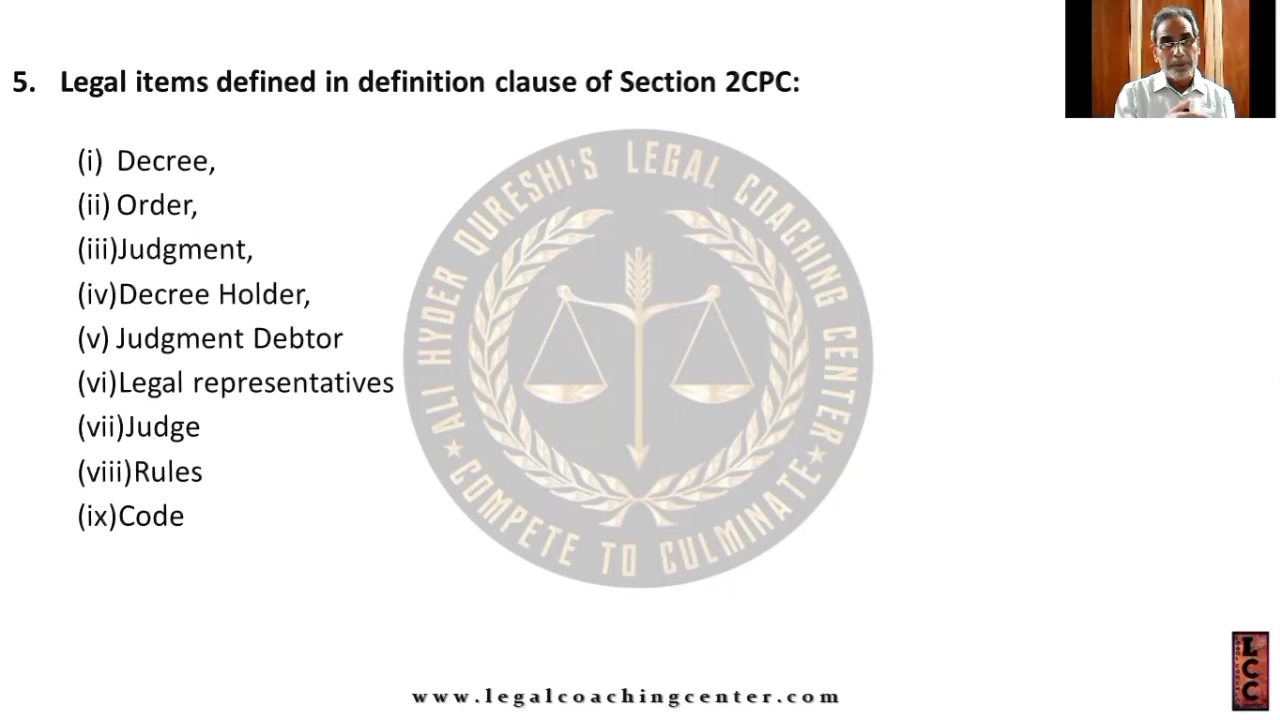 5. Legal items defined in definition clause of Section 2CPC:
(i) Decree,
(ii) Order,
(iii)Judgment,
(iv)Decree Holder,
(v) Judgment Debtor
(vi)Legal representatives
(vii)Judge
(viii)Rules
(ix)Code
ALI HYDER QURESHI'S LEGAL COACHING CENTER
COMPETE TO CULMINATE
LCC
www.legalcoachingcenter.com